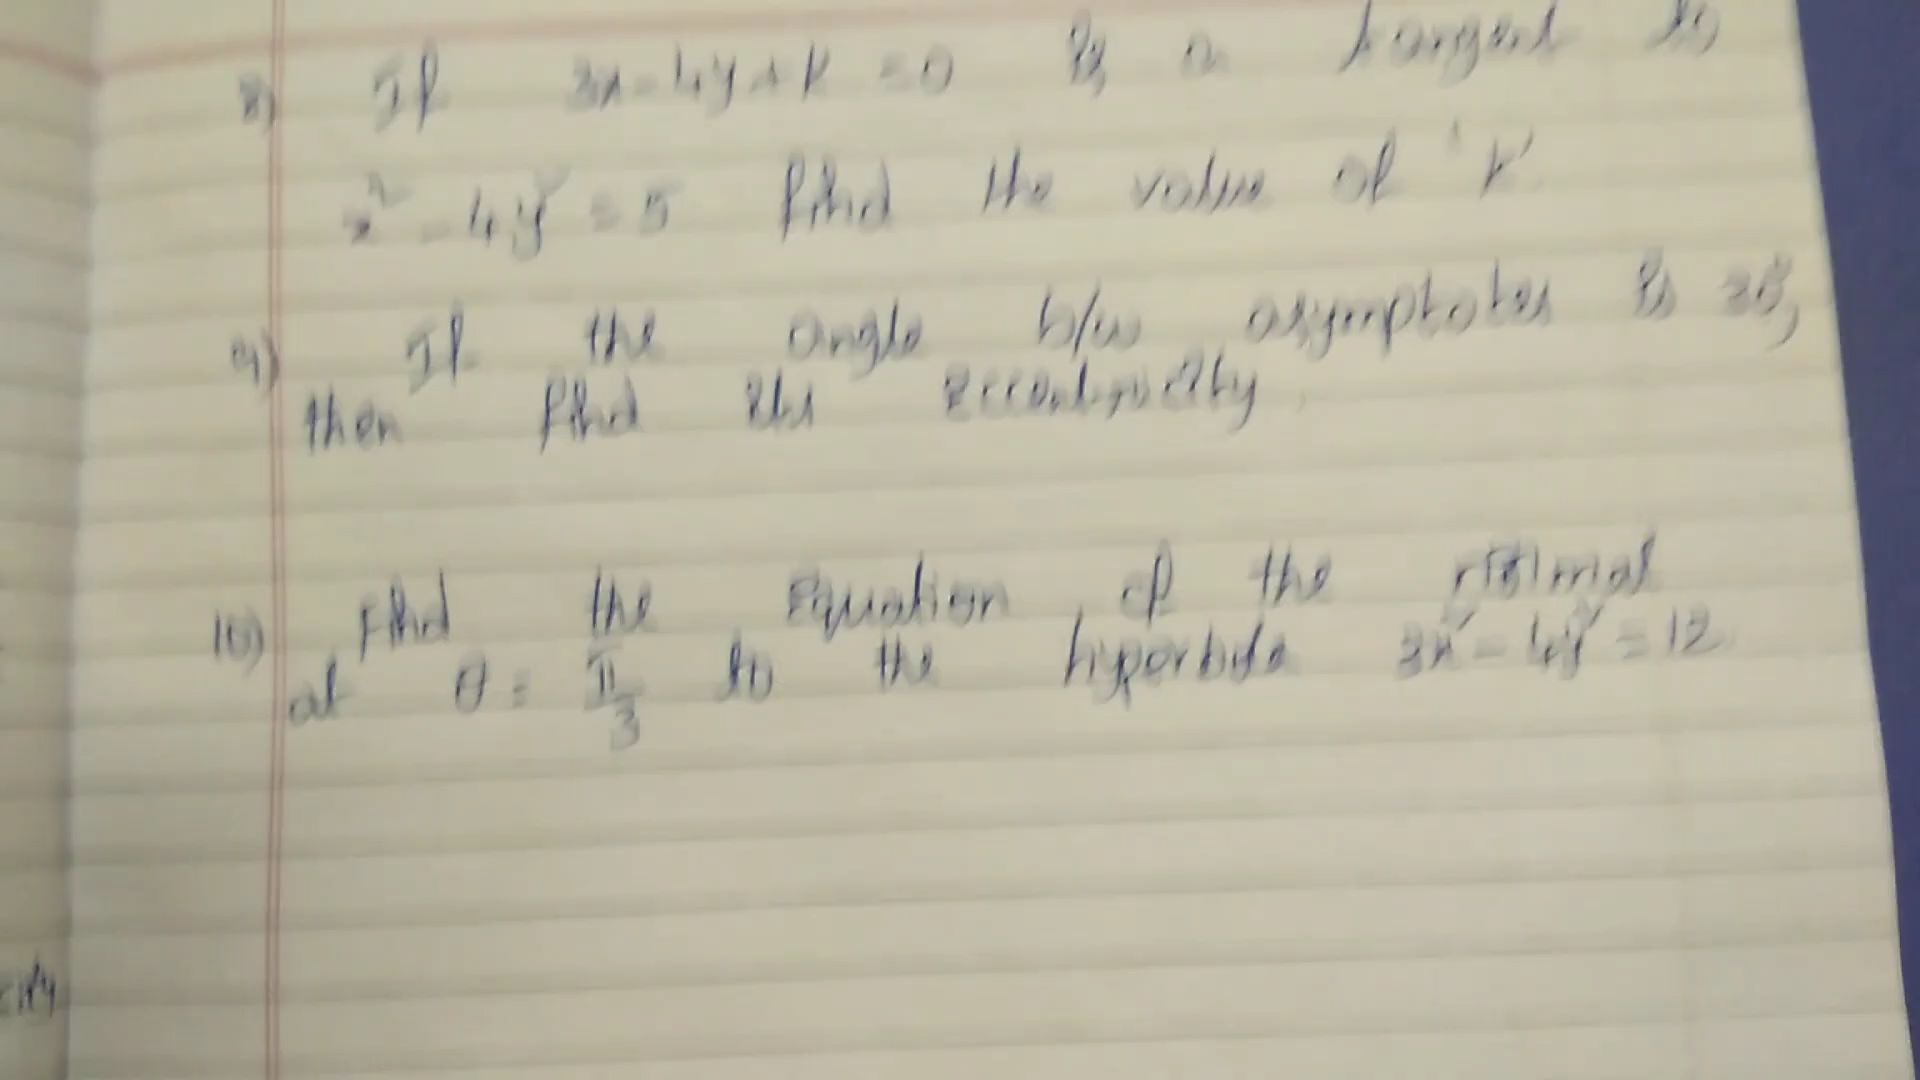 8) If 3x-4y+k =0 is a tangent to
x² - 4y² = 5 find the value of 'k'.
9) If the angle b/w asymptotes is 30°,
then find its eccentricity.
10) Find the Equation of the normal
at θ = π/3 to the hyperbola 3x² - 4y² = 12